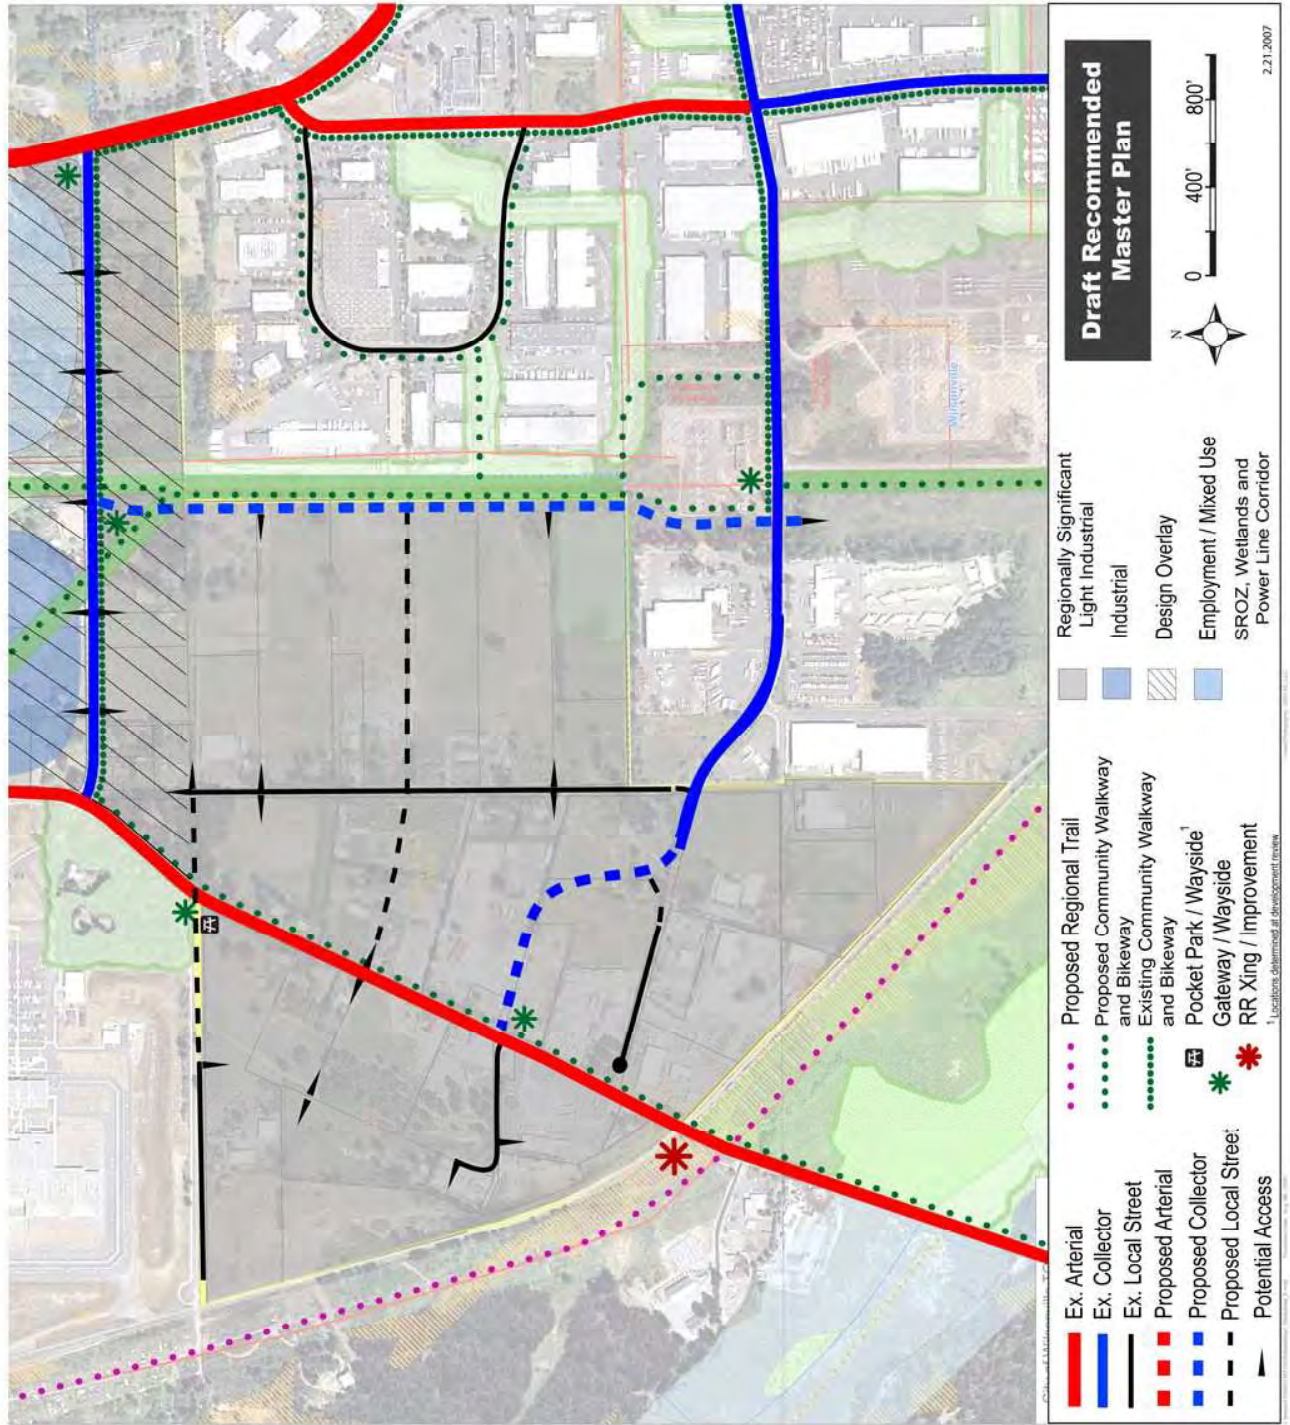 Draft Recommended
Master Plan
N
0
400'
800'
2.21.2007
Regionally Significant
Light Industrial
Industrial
Design Overlay
Employment / Mixed Use
SROZ, Wetlands and
Power Line Corridor
Proposed Regional Trail
Proposed Community Walkway
and Bikeway
Existing Community Walkway
and Bikeway
Pocket Park / Wayside¹
Gateway / Wayside
RR Xing / Improvement
¹ Locations determined at development review
Ex. Arterial
Ex. Collector
Ex. Local Street
Proposed Arterial
Proposed Collector
Proposed Local Street
Potential Access
Wilsonville